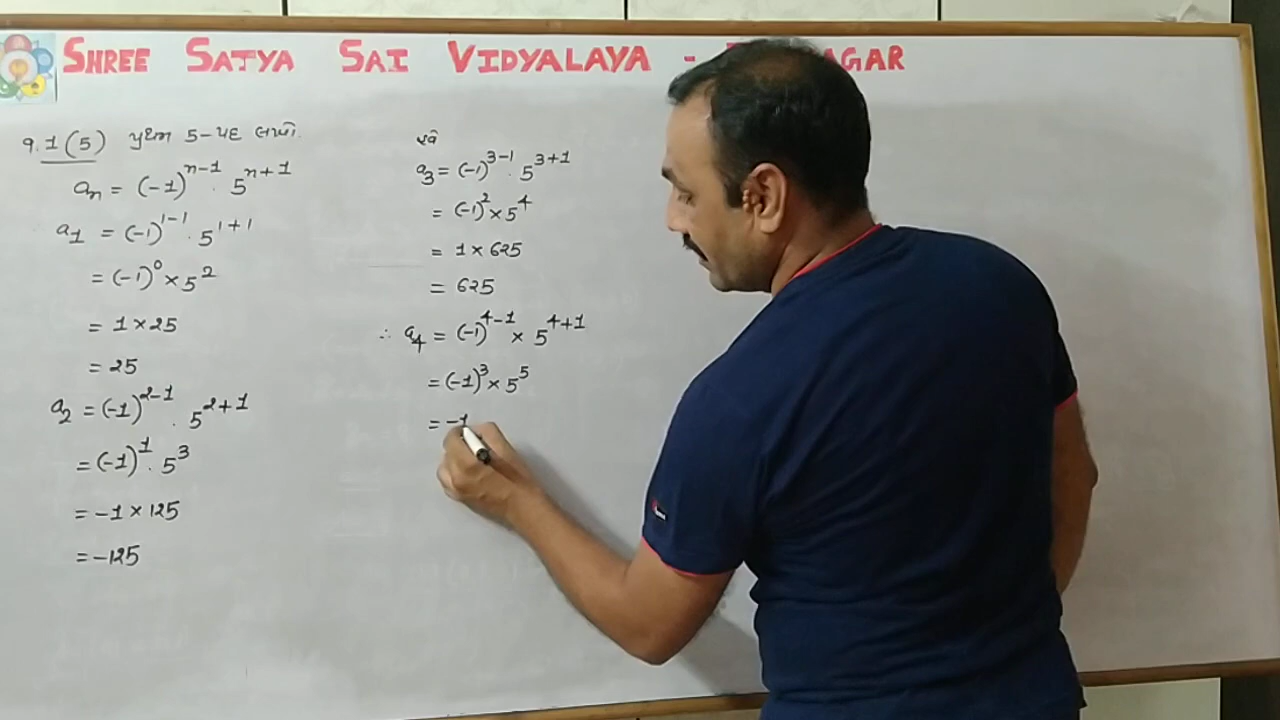 SHREE SATYA SAI VIDYALAYA - AGAR
9.1(5) પ્રથમ 5-પદ લખો.
aₙ = (-1)ⁿ⁻¹ . 5ⁿ⁺¹
a₁ = (-1)¹⁻¹ . 5¹⁺¹
= (-1)⁰ × 5²
= 1 × 25
= 25
a₂ = (-1)²⁻¹ . 5²⁺¹
= (-1)¹ . 5³
= -1 × 125
= -125
a₃ = (-1)³⁻¹ . 5³⁺¹
= (-1)² × 5⁴
= 1 × 625
= 625
∴ a₄ = (-1)⁴⁻¹ × 5⁴⁺¹
= (-1)³ × 5⁵
= -1